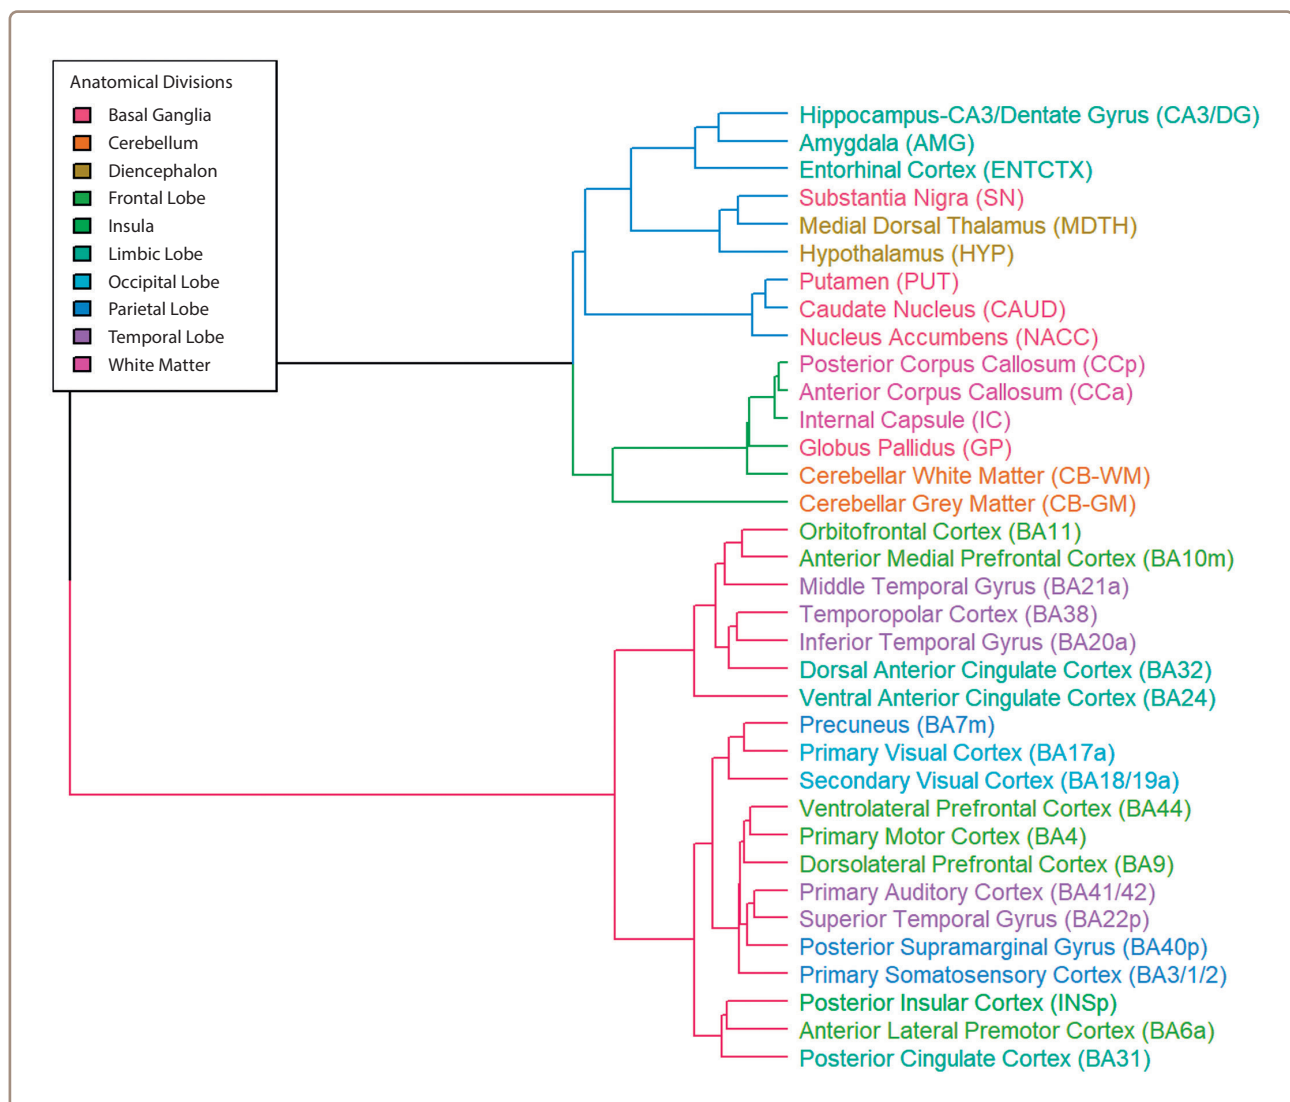 Anatomical Divisions
Basal Ganglia
Cerebellum
Diencephalon
Frontal Lobe
Insula
Limbic Lobe
Occipital Lobe
Parietal Lobe
Temporal Lobe
White Matter
Hippocampus-CA3/Dentate Gyrus (CA3/DG)
Amygdala (AMG)
Entorhinal Cortex (ENTCTX)
Substantia Nigra (SN)
Medial Dorsal Thalamus (MDTH)
Hypothalamus (HYP)
Putamen (PUT)
Caudate Nucleus (CAUD)
Nucleus Accumbens (NACC)
Posterior Corpus Callosum (CCp)
Anterior Corpus Callosum (CCa)
Internal Capsule (IC)
Globus Pallidus (GP)
Cerebellar White Matter (CB-WM)
Cerebellar Grey Matter (CB-GM)
Orbitofrontal Cortex (BA11)
Anterior Medial Prefrontal Cortex (BA10m)
Middle Temporal Gyrus (BA21a)
Temporopolar Cortex (BA38)
Inferior Temporal Gyrus (BA20a)
Dorsal Anterior Cingulate Cortex (BA32)
Ventral Anterior Cingulate Cortex (BA24)
Precuneus (BA7m)
Primary Visual Cortex (BA17a)
Secondary Visual Cortex (BA18/19a)
Ventrolateral Prefrontal Cortex (BA44)
Primary Motor Cortex (BA4)
Dorsolateral Prefrontal Cortex (BA9)
Primary Auditory Cortex (BA41/42)
Superior Temporal Gyrus (BA22p)
Posterior Supramarginal Gyrus (BA40p)
Primary Somatosensory Cortex (BA3/1/2)
Posterior Insular Cortex (INSp)
Anterior Lateral Premotor Cortex (BA6a)
Posterior Cingulate Cortex (BA31)